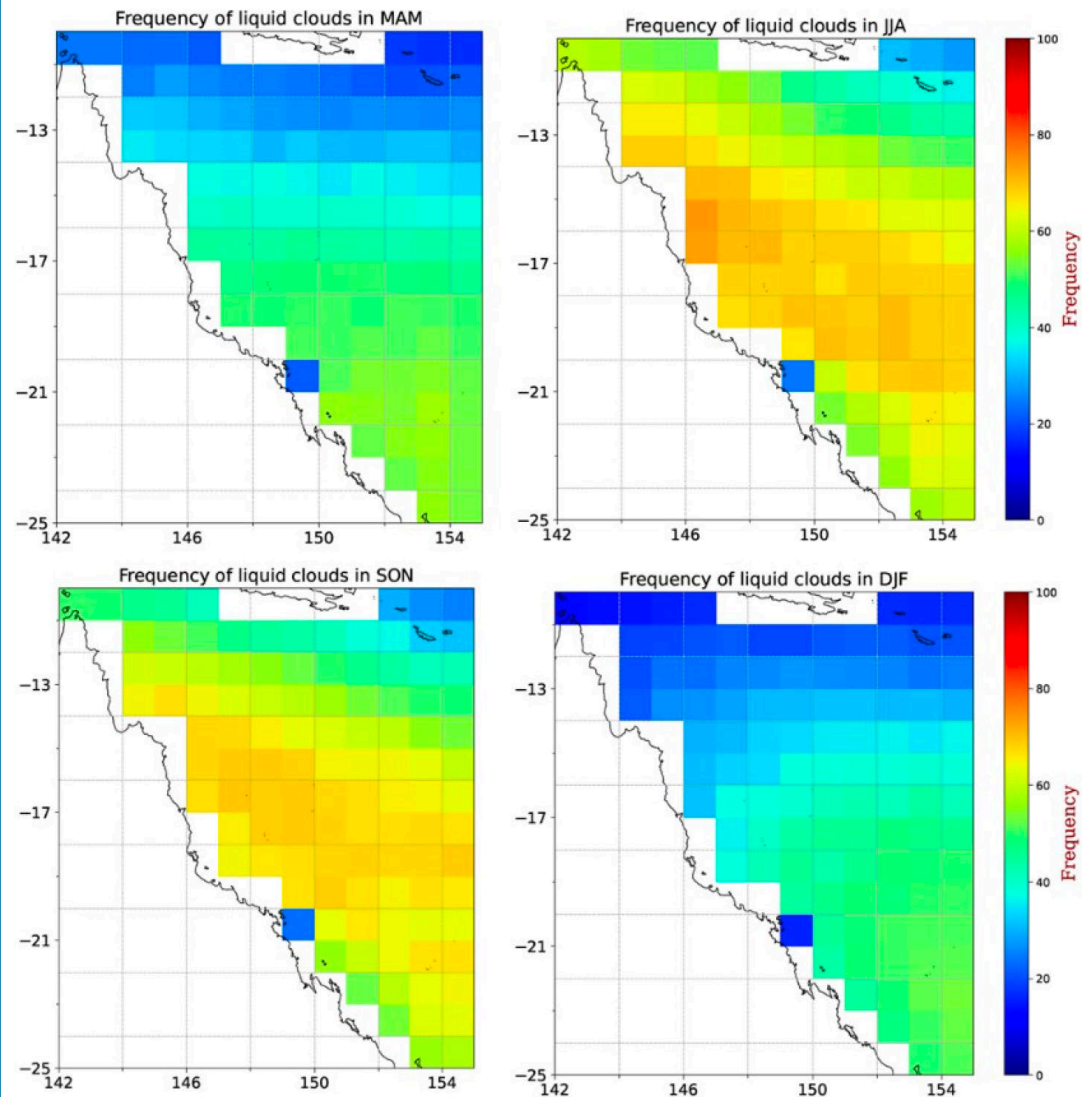 Frequency of liquid clouds in MAM
−13
−17
−21
−25
142 146 150 154
Frequency of liquid clouds in JJA
−13
−17
−21
−25
142 146 150 154
100
80
60
40
20
0
Frequency
Frequency of liquid clouds in SON
−13
−17
−21
−25
142 146 150 154
Frequency of liquid clouds in DJF
−13
−17
−21
−25
142 146 150 154
100
80
60
40
20
0
Frequency